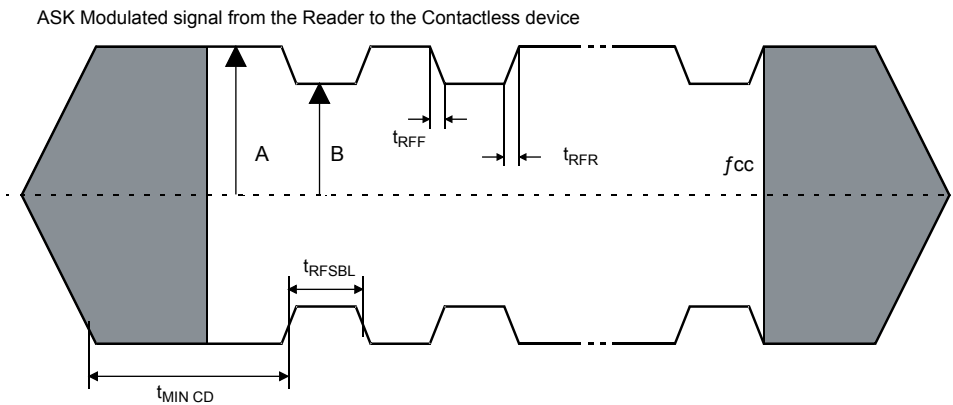 ASK Modulated signal from the Reader to the Contactless device
A
B
tRFF
tRFR
ƒcc
tRFSBL
tMIN CD